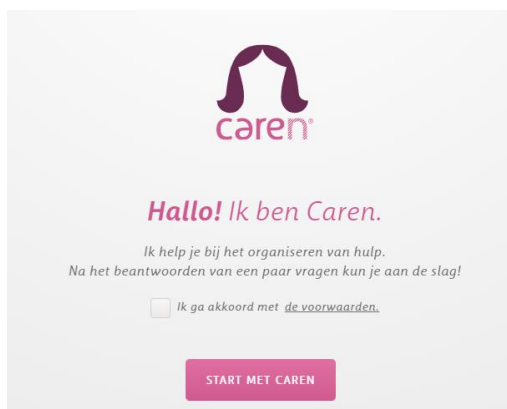 caren®
Hallo! Ik ben Caren.
Ik help je bij het organiseren van hulp.
Na het beantwoorden van een paar vragen kun je aan de slag!
Ik ga akkoord met de voorwaarden.
START MET CAREN